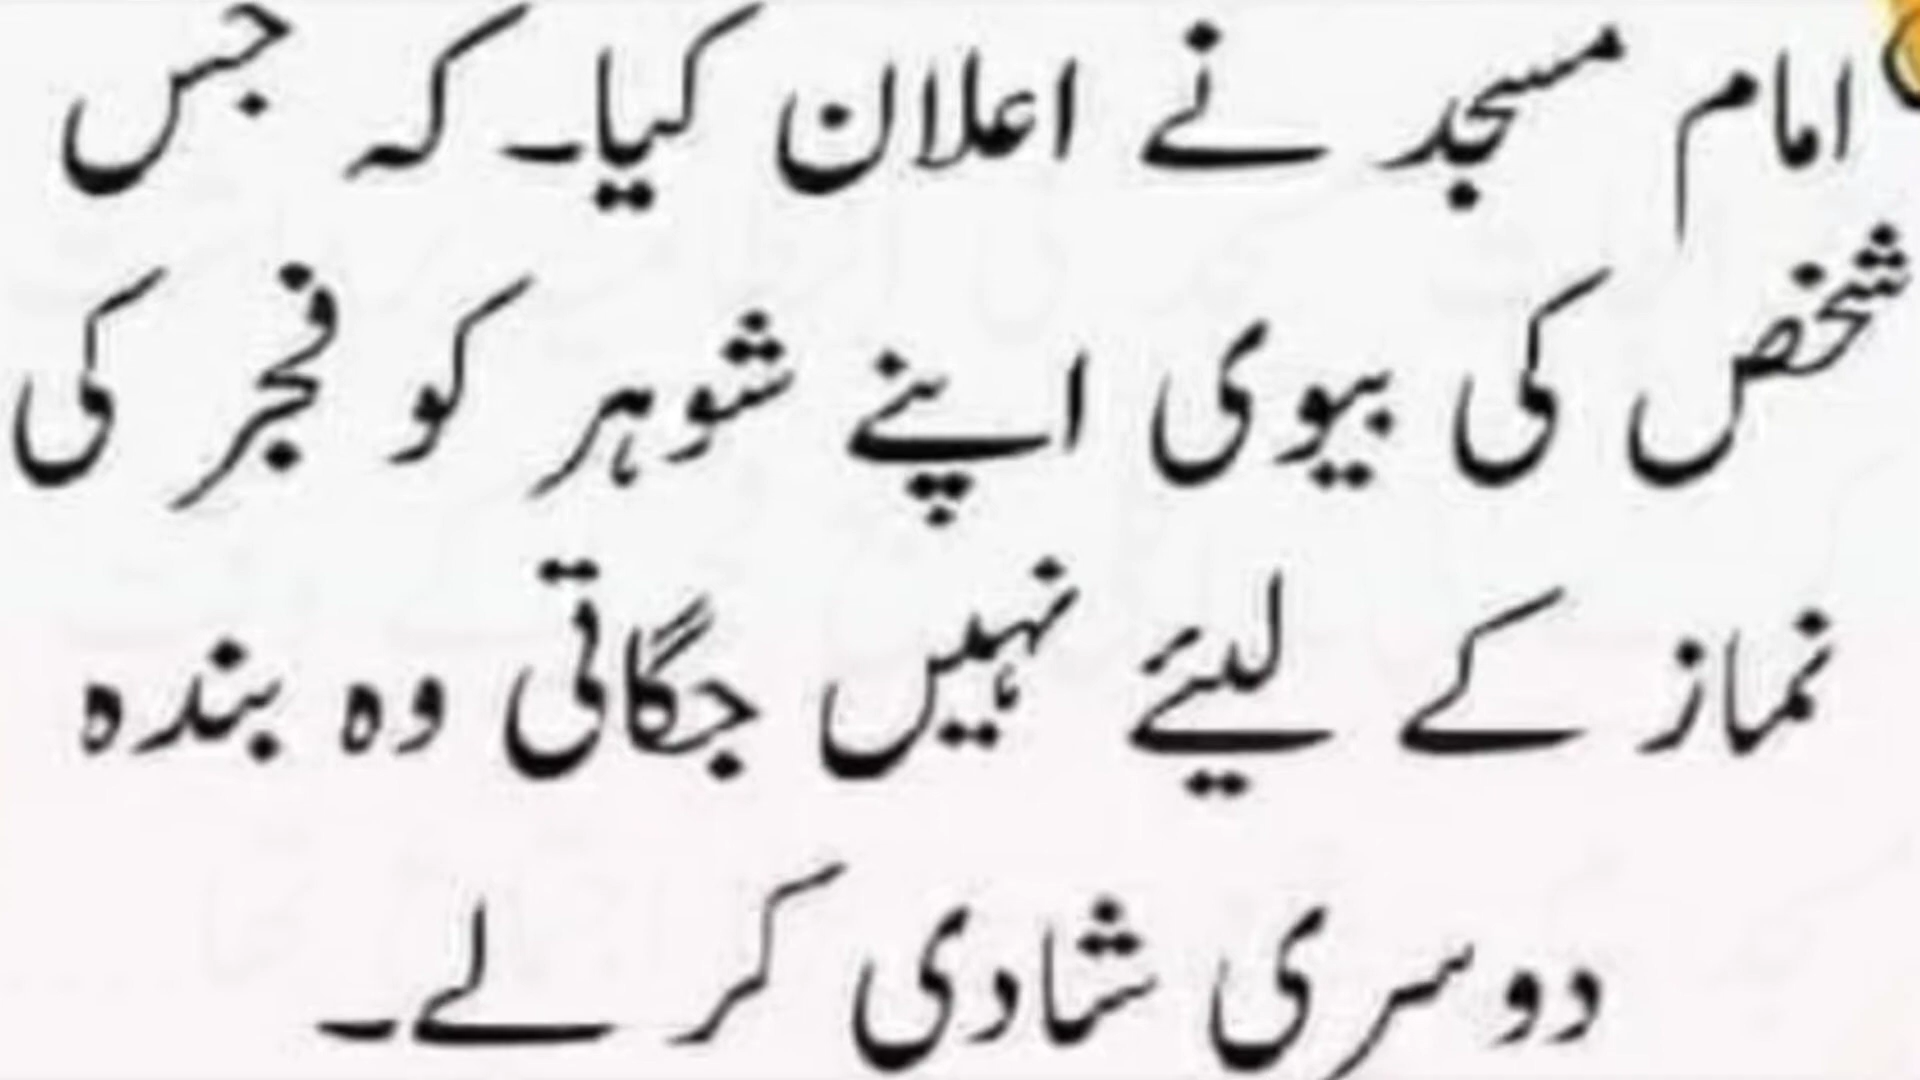 امام مسجد نے اعلان کیا۔ کہ جس
شخص کی بیوی اپنے شوہر کو فجر کی
نماز کے لیئے نہیں جگاتی وہ بندہ
دوسری شادی کر لے۔